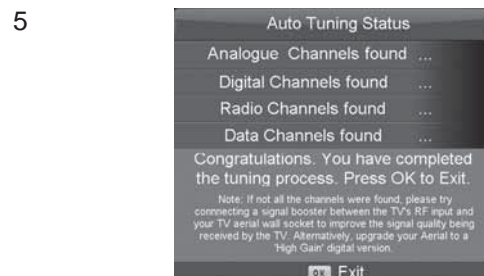 5
Auto Tuning Status
Analogue Channels found ...
Digital Channels found ...
Radio Channels found ...
Data Channels found ...
Congratulations. You have completed
the tuning process. Press OK to Exit.
Note: If not all the channels were found, please try
connnecting a signal booster between the TV's RF input and
your TV aerial wall socket to improve the signal quality being
received by the TV. Alternatively, upgrade your Aerial to a
'High Gain' digital version.
OK Exit